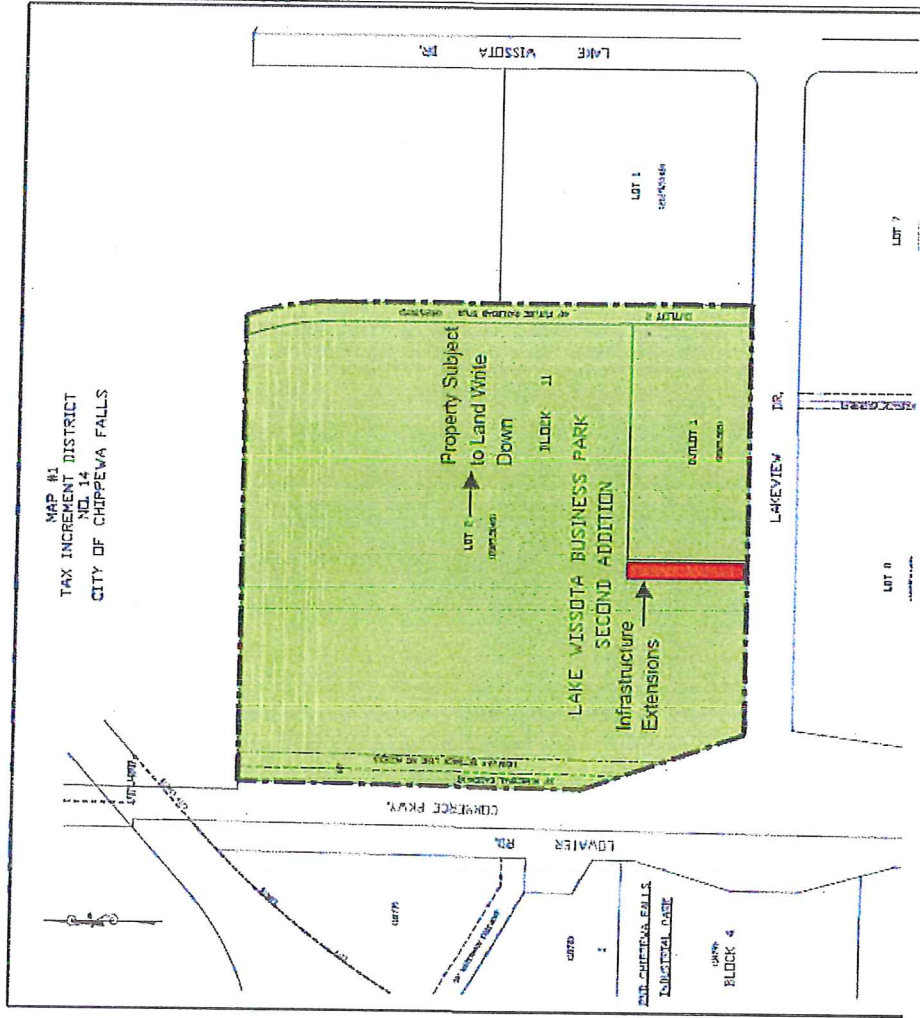 MAP #1
TAX INCREMENT DISTRICT
NO. 14
CITY OF CHIPPEWA FALLS
LAKE WISSOTA DR.
LOT 1
OUTLOT 2
Property Subject
to Land Write
Down
LOT 2
BLOCK 11
LAKE WISSOTA BUSINESS PARK
SECOND ADDITION
OUTLOT 1
Infrastructure
Extensions
LAKEVIEW DR.
LOT 7
LOT 8
COMMERCE PKWY.
LOWATER RD.
2ND CHIPPEWA FALLS
INDUSTRIAL PARK
BLOCK 4
1